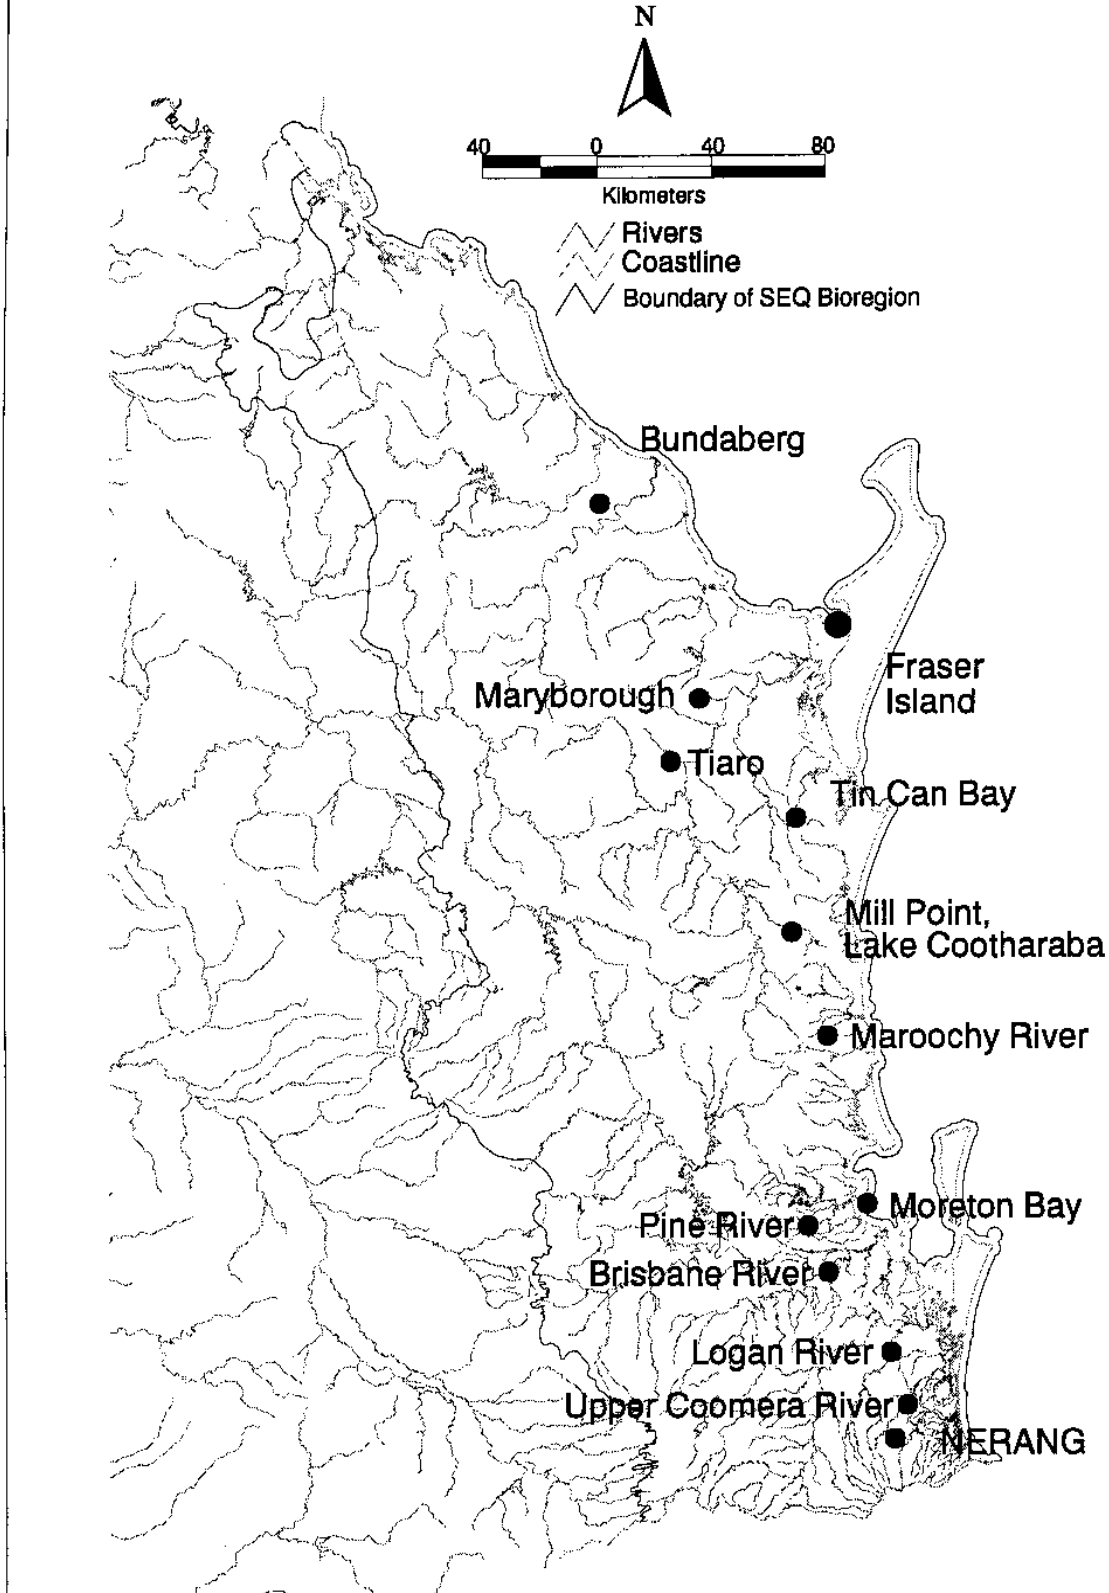 N
40 0 40 80
Kilometers
Rivers
Coastline
Boundary of SEQ Bioregion
Bundaberg
Fraser
Island
Maryborough
Tiaro
Tin Can Bay
Mill Point,
Lake Cootharaba
Maroochy River
Moreton Bay
Pine River
Brisbane River
Logan River
Upper Coomera River
NERANG